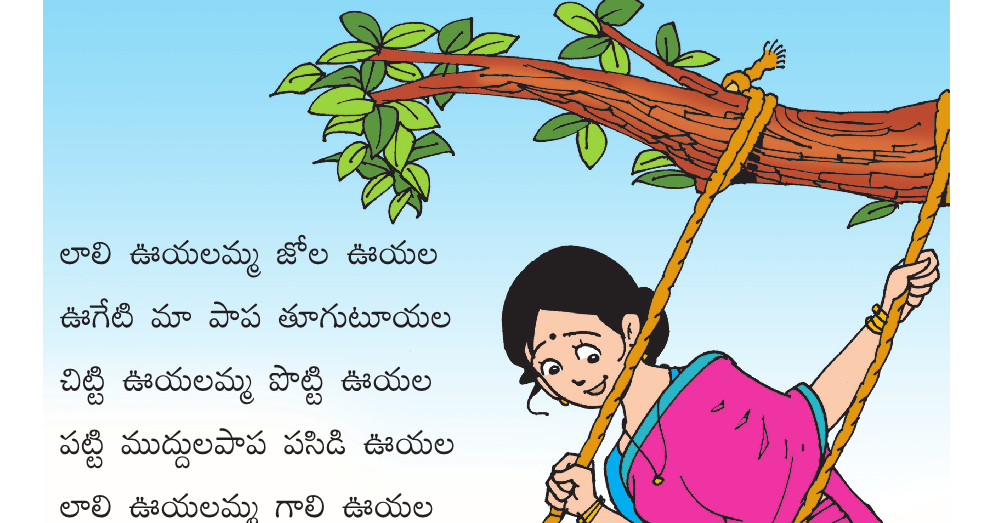 లాలి ఊయలమ్మ జోల ఊయల
ఊగేటి మా పాప తూగుటూయల
చిట్టి ఊయలమ్మ పొట్టి ఊయల
పట్టి ముద్దులపాప పసిడి ఊయల
లాలి ఊయలమ్మ గాలి ఊయల